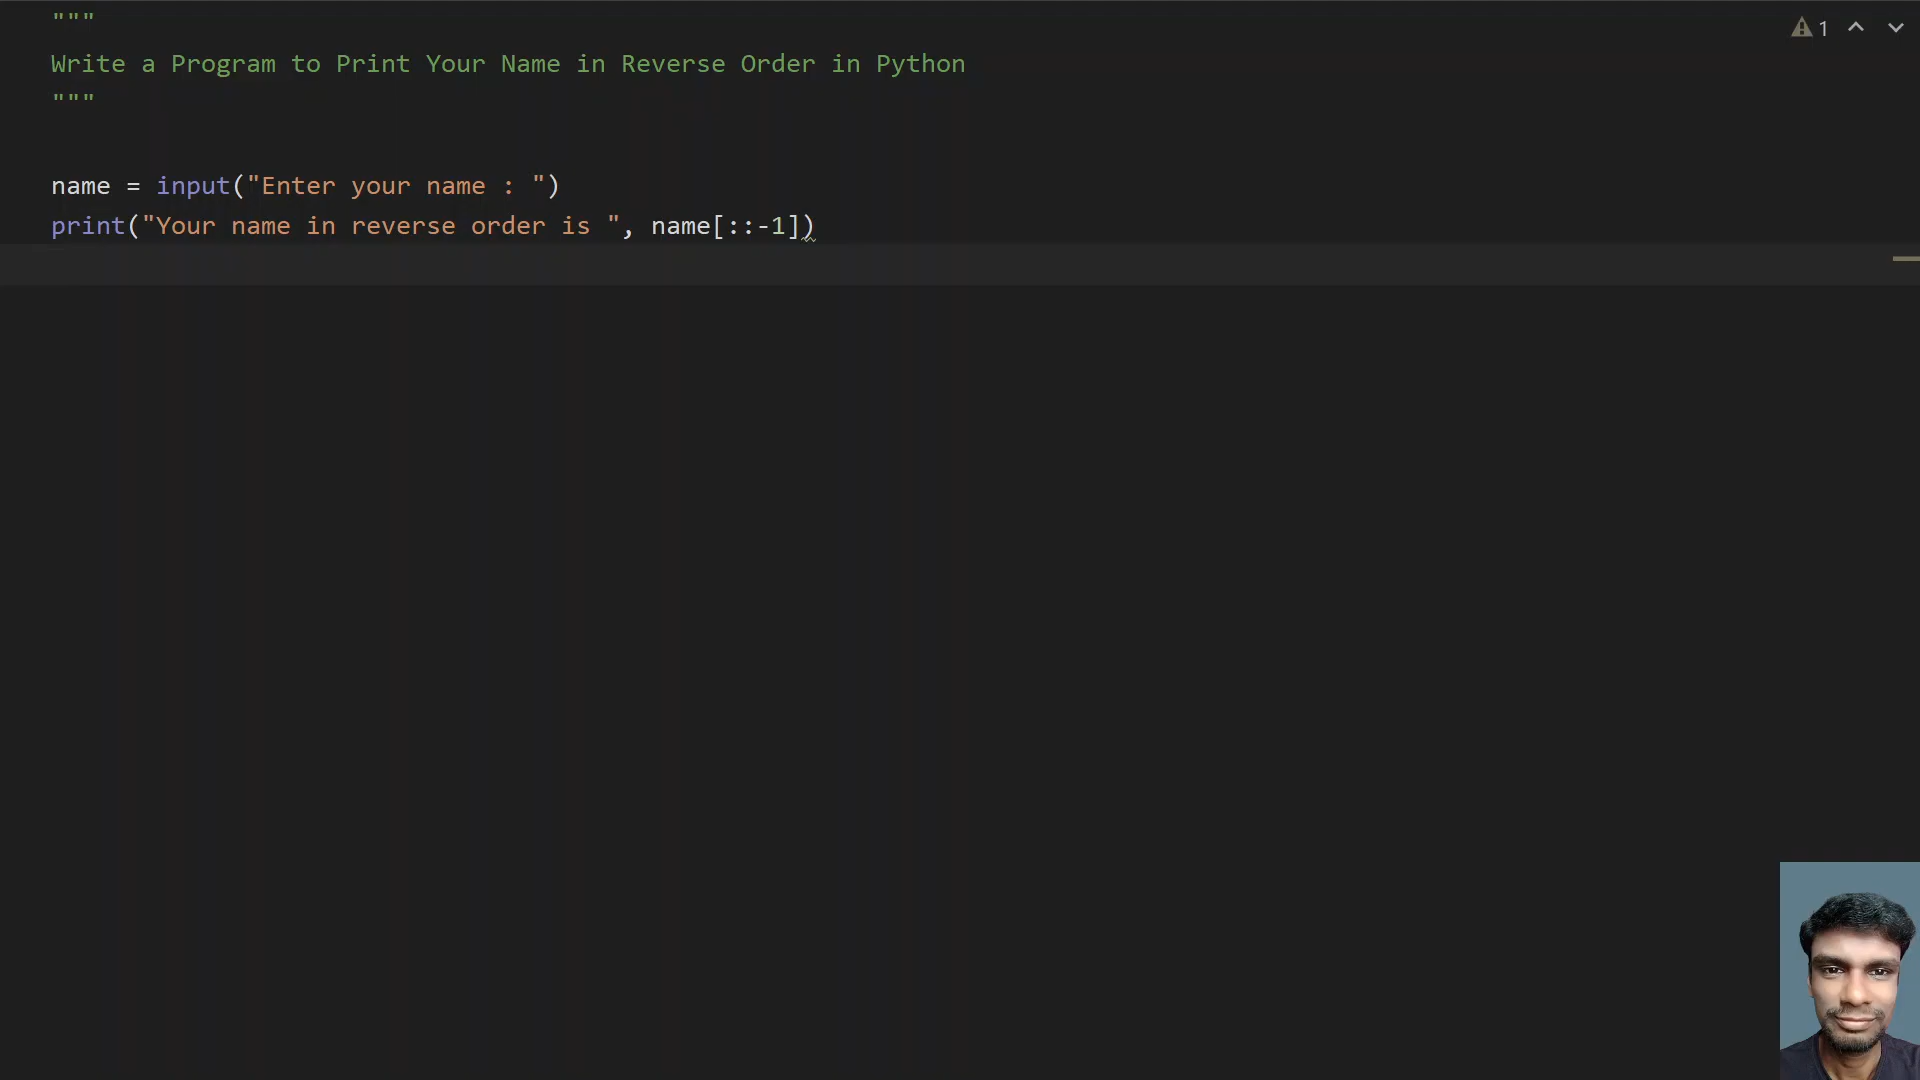 """
Write a Program to Print Your Name in Reverse Order in Python
"""
name = input("Enter your name : ")
print("Your name in reverse order is ", name[::-1])
1